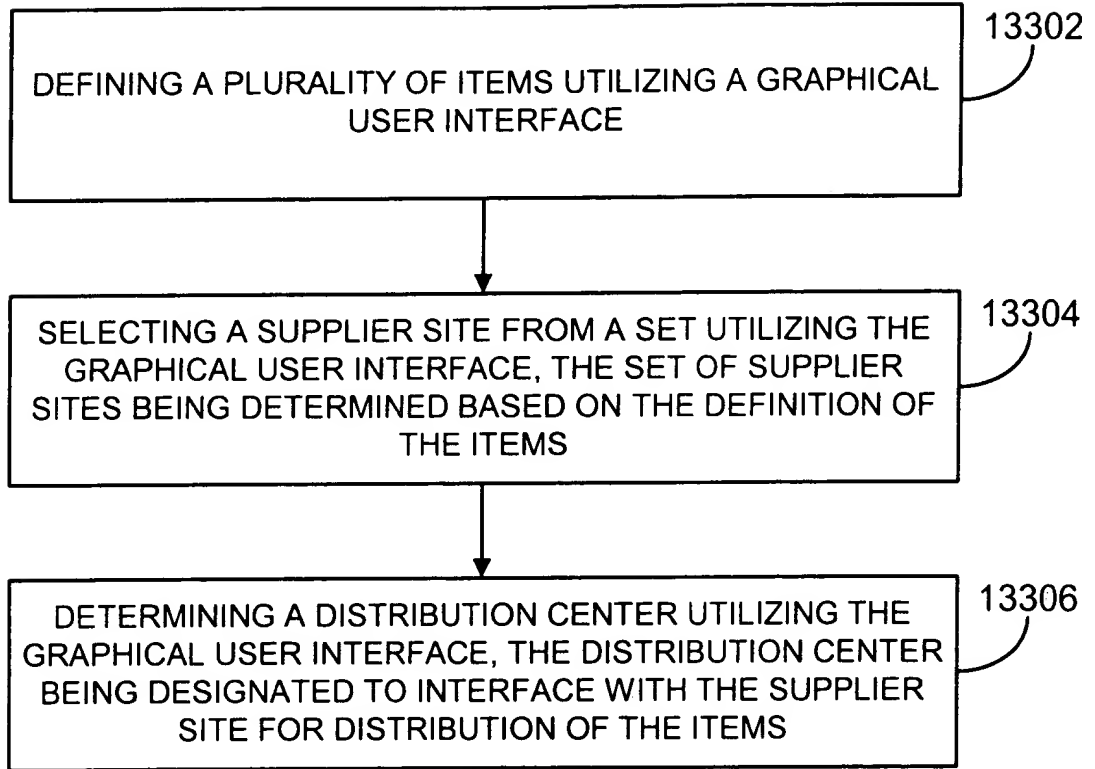 13302
DEFINING A PLURALITY OF ITEMS UTILIZING A GRAPHICAL
USER INTERFACE
13304
SELECTING A SUPPLIER SITE FROM A SET UTILIZING THE
GRAPHICAL USER INTERFACE, THE SET OF SUPPLIER
SITES BEING DETERMINED BASED ON THE DEFINITION OF
THE ITEMS
13306
DETERMINING A DISTRIBUTION CENTER UTILIZING THE
GRAPHICAL USER INTERFACE, THE DISTRIBUTION CENTER
BEING DESIGNATED TO INTERFACE WITH THE SUPPLIER
SITE FOR DISTRIBUTION OF THE ITEMS